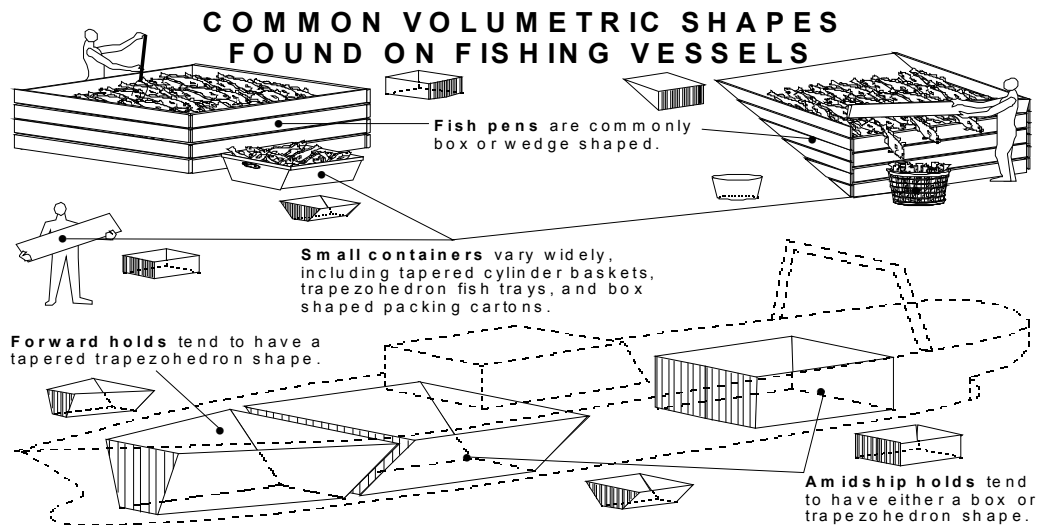 COMMON VOLUMETRIC SHAPES
FOUND ON FISHING VESSELS
Fish pens are commonly
box or wedge shaped.
Small containers vary widely,
including tapered cylinder baskets,
trapezohedron fish trays, and box
shaped packing cartons.
Forward holds tend to have a
tapered trapezohedron shape.
Amidship holds tend
to have either a box or
trapezohedron shape.